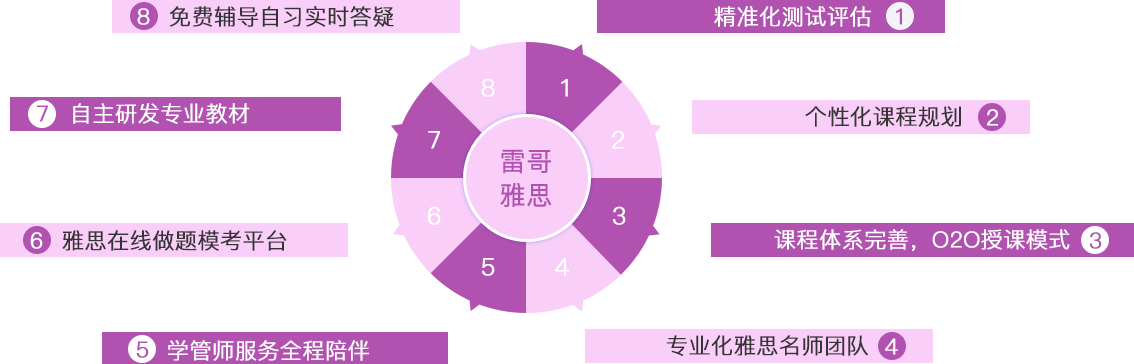 8 免费辅导自习实时答疑
精准化测试评估 1
7 自主研发专业教材
个性化课程规划 2
8 1
7 2
雷哥
雅思
6 3
5 4
6 雅思在线做题模考平台
课程体系完善，O2O授课模式 3
5 学管师服务全程陪伴
专业化雅思名师团队 4